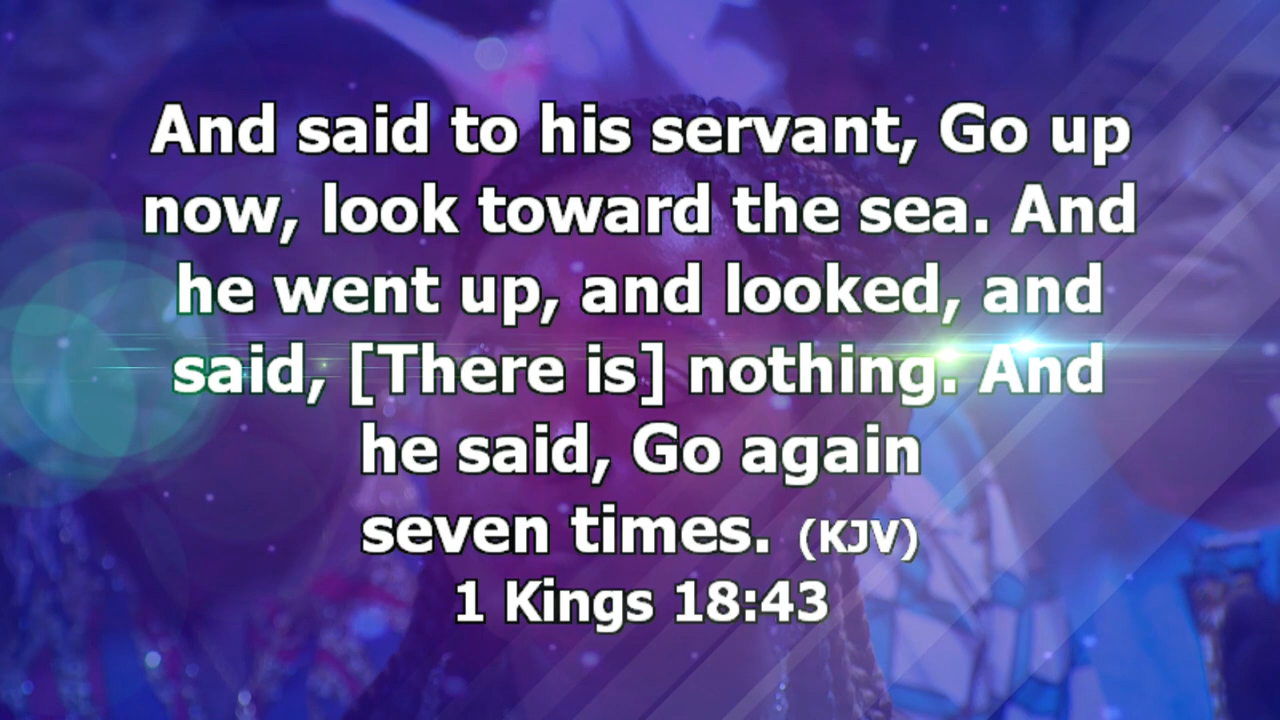 And said to his servant, Go up
now, look toward the sea. And
he went up, and looked, and
said, [There is] nothing. And
he said, Go again
seven times. (KJV)
1 Kings 18:43